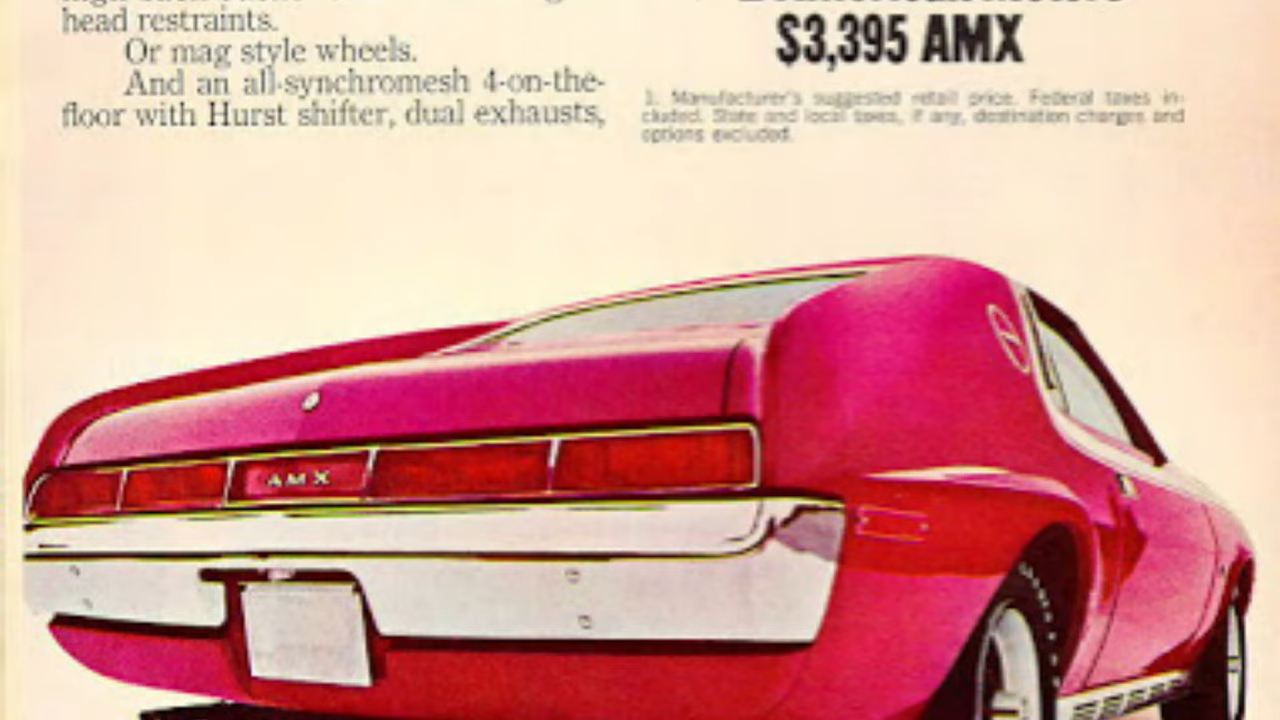 head restraints.
Or mag style wheels.
And an all-synchromesh 4-on-the-
floor with Hurst shifter, dual exhausts,
$3,395 AMX
1. Manufacturer's suggested retail price. Federal taxes in-
cluded. State and local taxes, if any, destination charges and
options excluded.
AMX